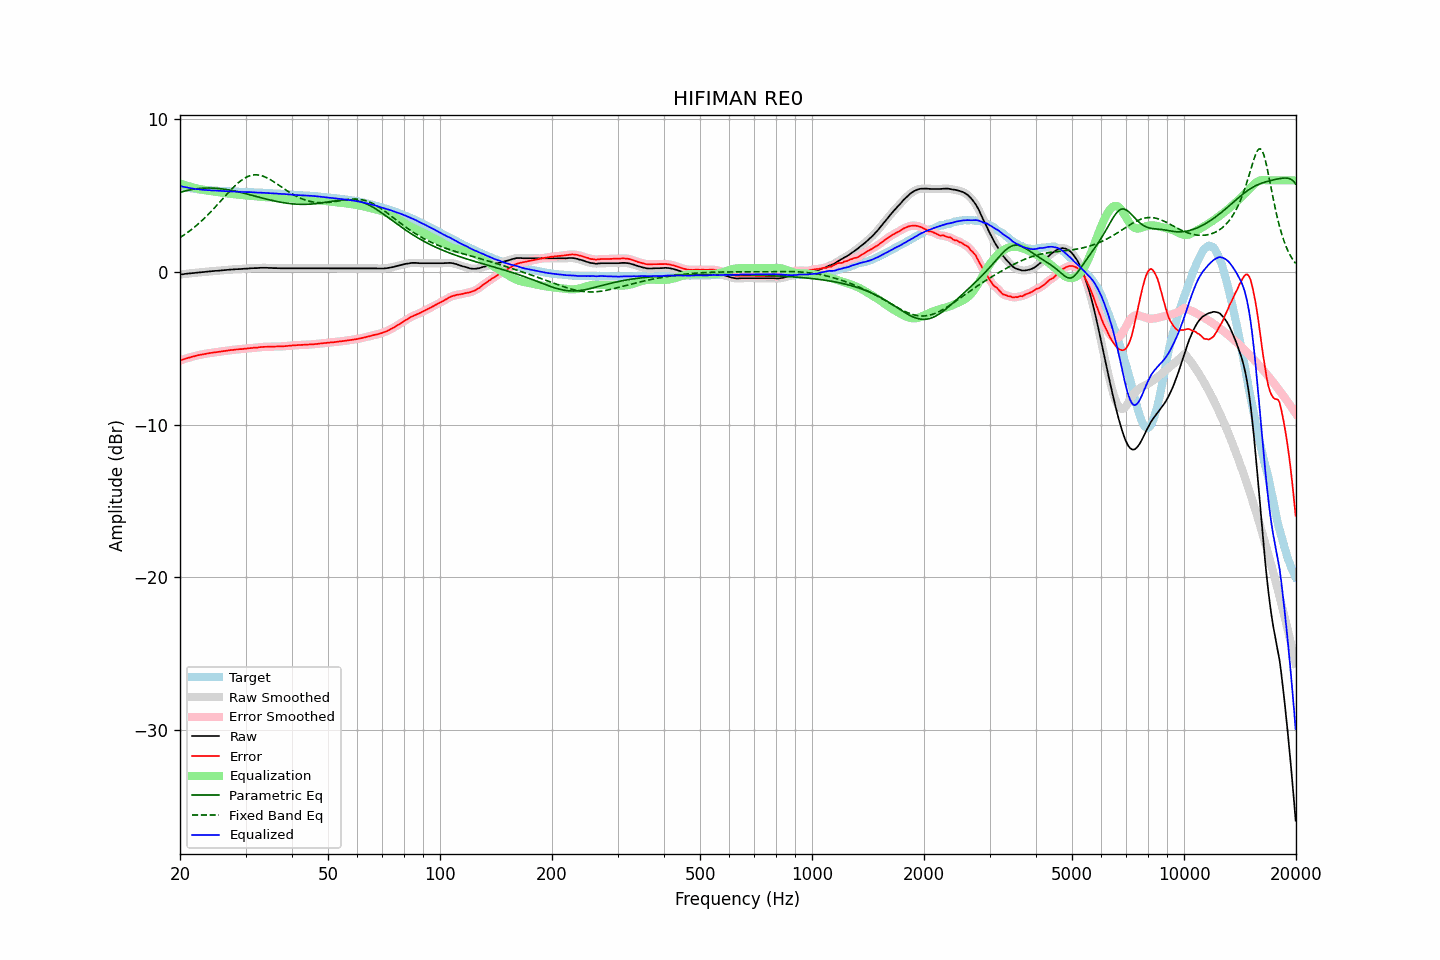 HIFIMAN RE0
10
0
−10
−20
−30
Amplitude (dBr)
Target
Raw Smoothed
Error Smoothed
Raw
Error
Equalization
Parametric Eq
Fixed Band Eq
Equalized
20 50 100 200 500 1000 2000 5000 10000 20000
Frequency (Hz)